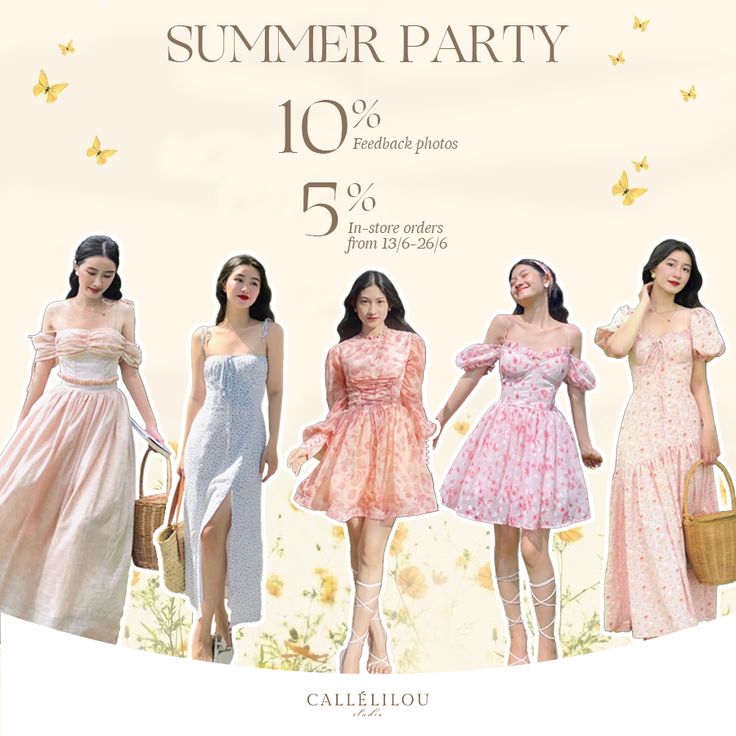 SUMMER PARTY
10%
Feedback photos
5%
In-store orders
from 13/6-26/6
CALLÉLILOU
studio